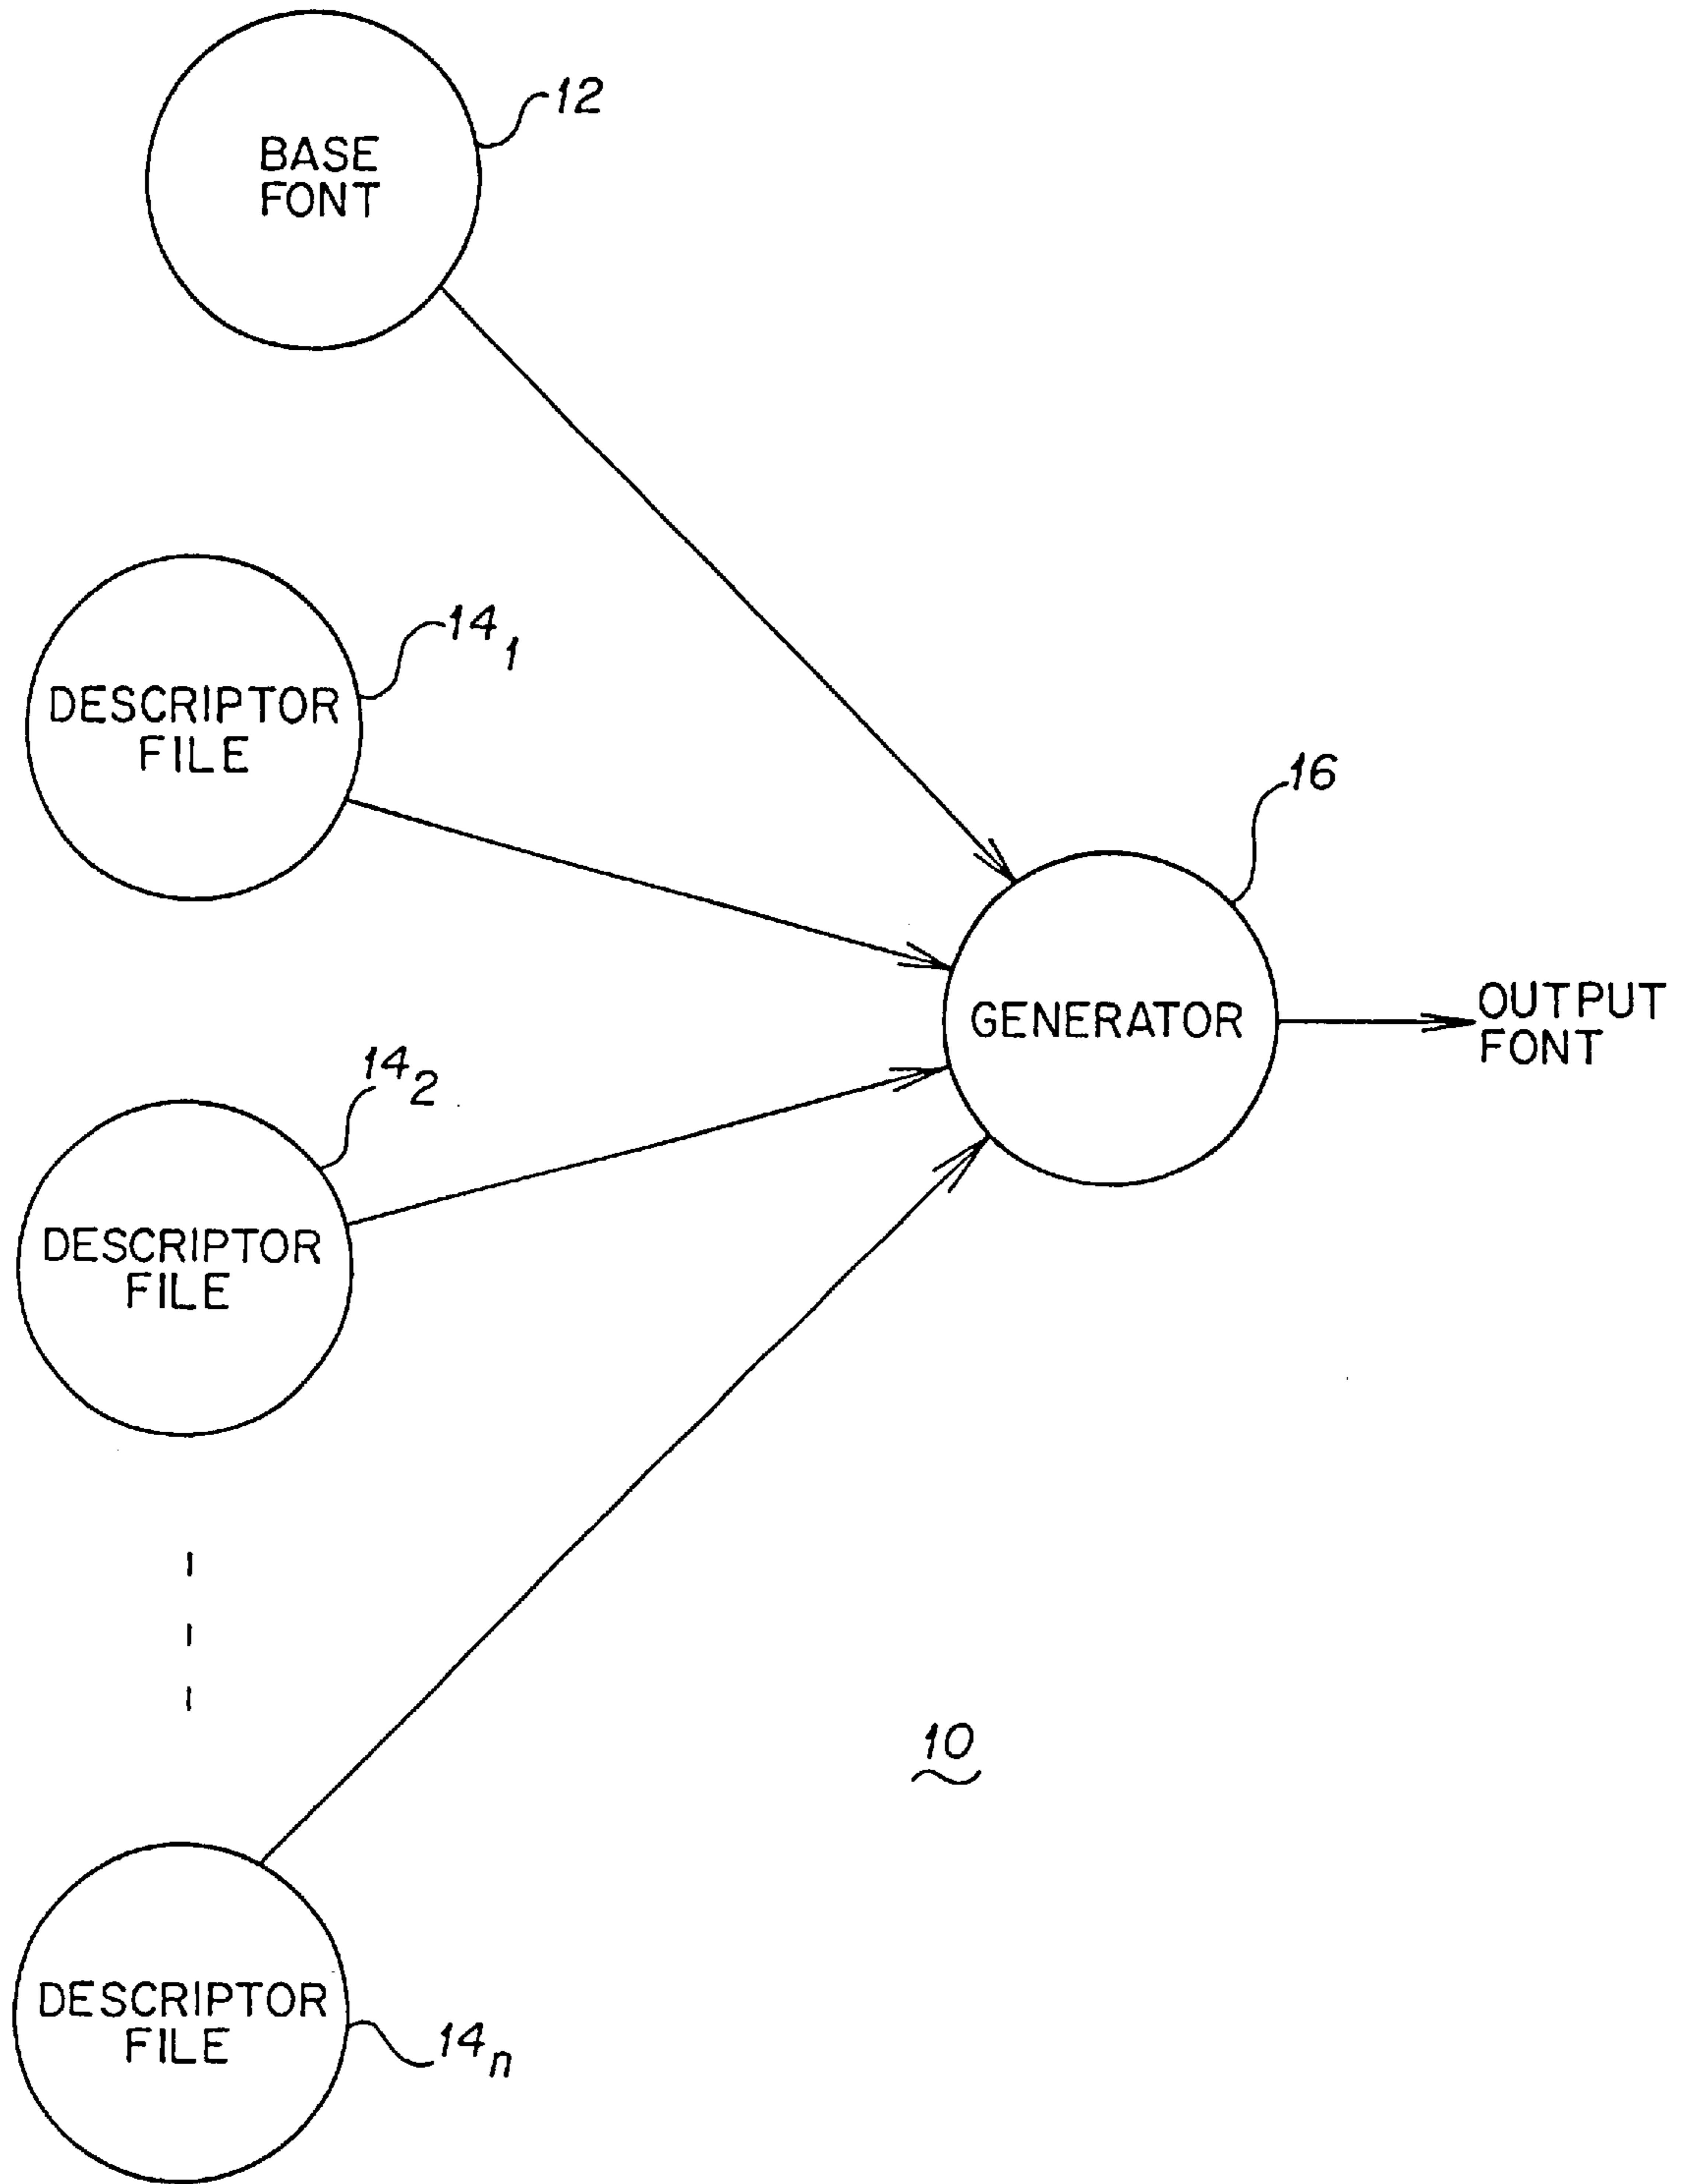 12
BASE
FONT
14₁
DESCRIPTOR
FILE
16
GENERATOR
OUTPUT
FONT
14₂
DESCRIPTOR
FILE
10
DESCRIPTOR
FILE
14ₙ